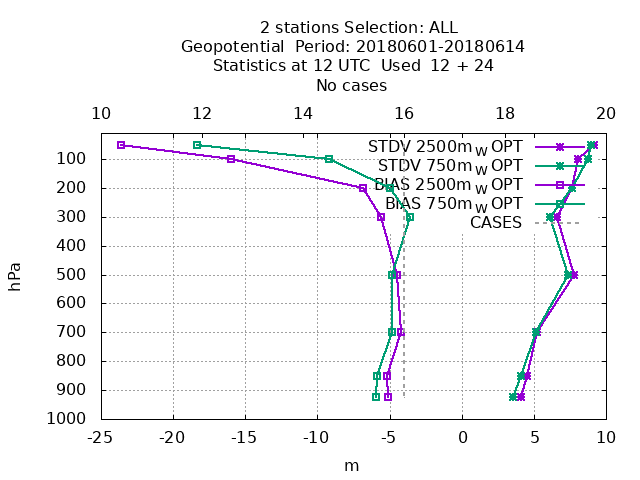 2 stations Selection: ALL
Geopotential  Period: 20180601-20180614
Statistics at 12 UTC  Used  12 + 24
No cases
10 12 14 16 18 20
STDV 2500m_W OPT
STDV 750m_W OPT
BIAS 2500m_W OPT
BIAS 750m_W OPT
CASES
hPa
100
200
300
400
500
600
700
800
900
1000
-25 -20 -15 -10 -5 0 5 10
m